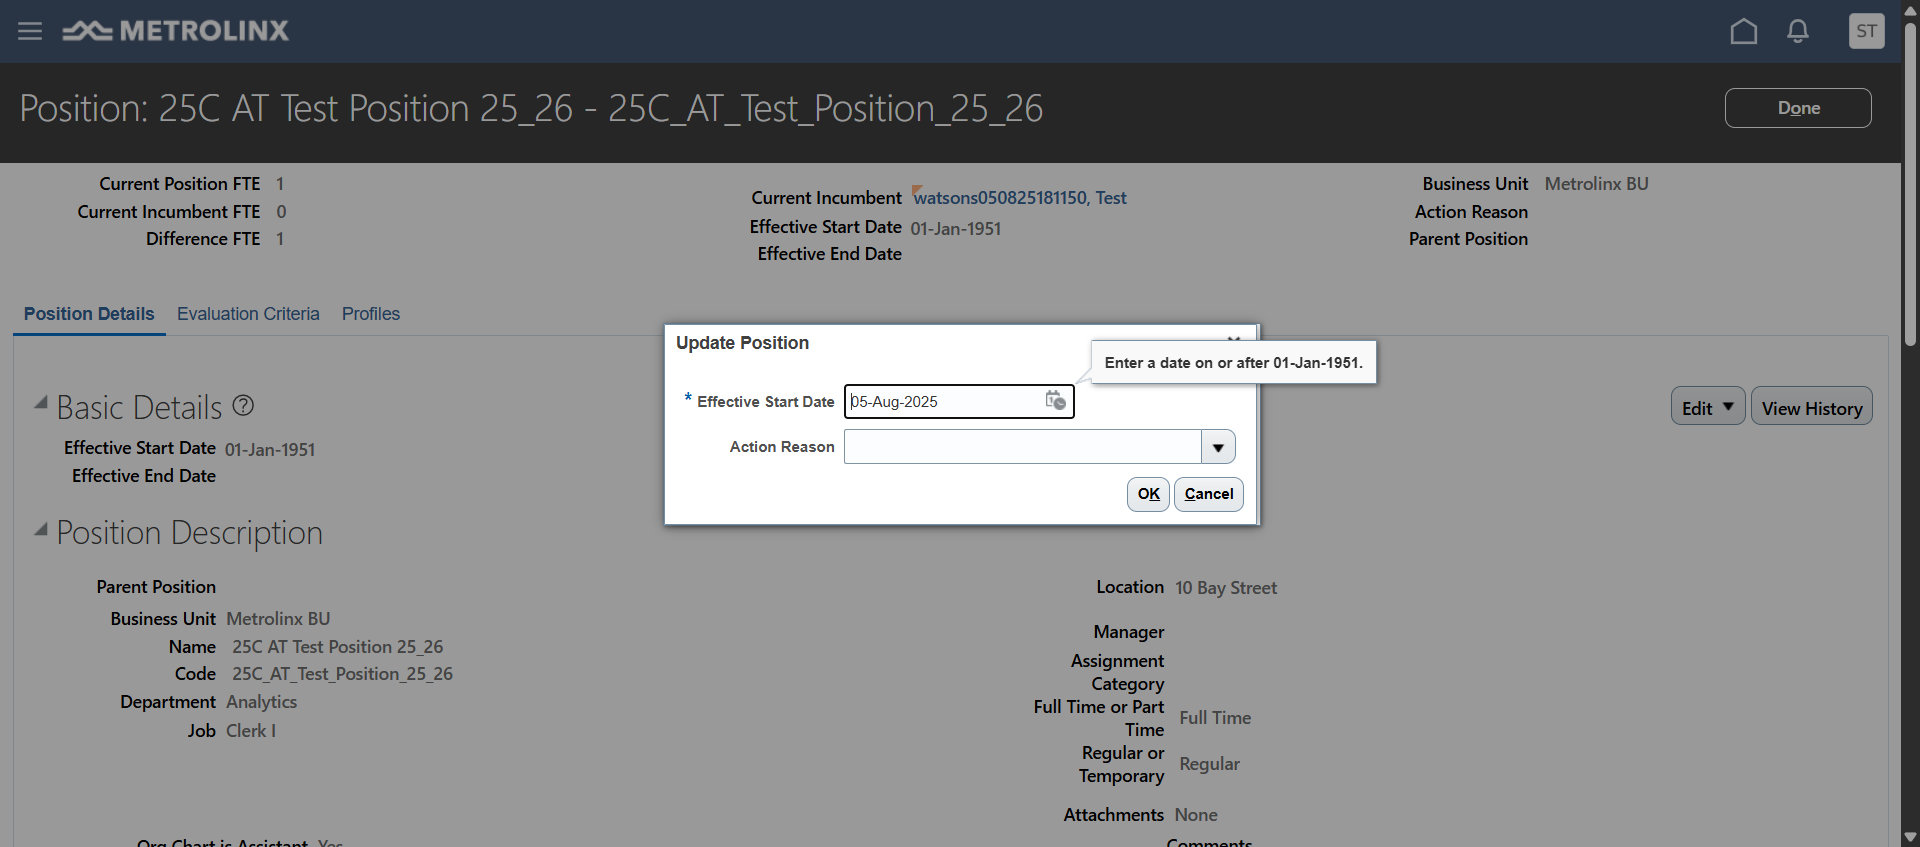 METROLINX
ST
Position: 25C AT Test Position 25_26 - 25C_AT_Test_Position_25_26
Done
Current Position FTE 1
Current Incumbent FTE 0
Difference FTE 1
Current Incumbent watsons050825181150, Test
Effective Start Date 01-Jan-1951
Effective End Date
Business Unit Metrolinx BU
Action Reason
Parent Position
Position Details Evaluation Criteria Profiles
Update Position
Enter a date on or after 01-Jan-1951.
* Effective Start Date 05-Aug-2025
Action Reason
OK Cancel
Basic Details
Edit View History
Effective Start Date 01-Jan-1951
Effective End Date
Position Description
Parent Position
Business Unit Metrolinx BU
Name 25C AT Test Position 25_26
Code 25C_AT_Test_Position_25_26
Department Analytics
Job Clerk I
Location 10 Bay Street
Manager
Assignment
Category
Full Time or Part
Time
Full Time
Regular or
Temporary
Regular
Attachments None
Org Chart is Assistant Yes
Comments